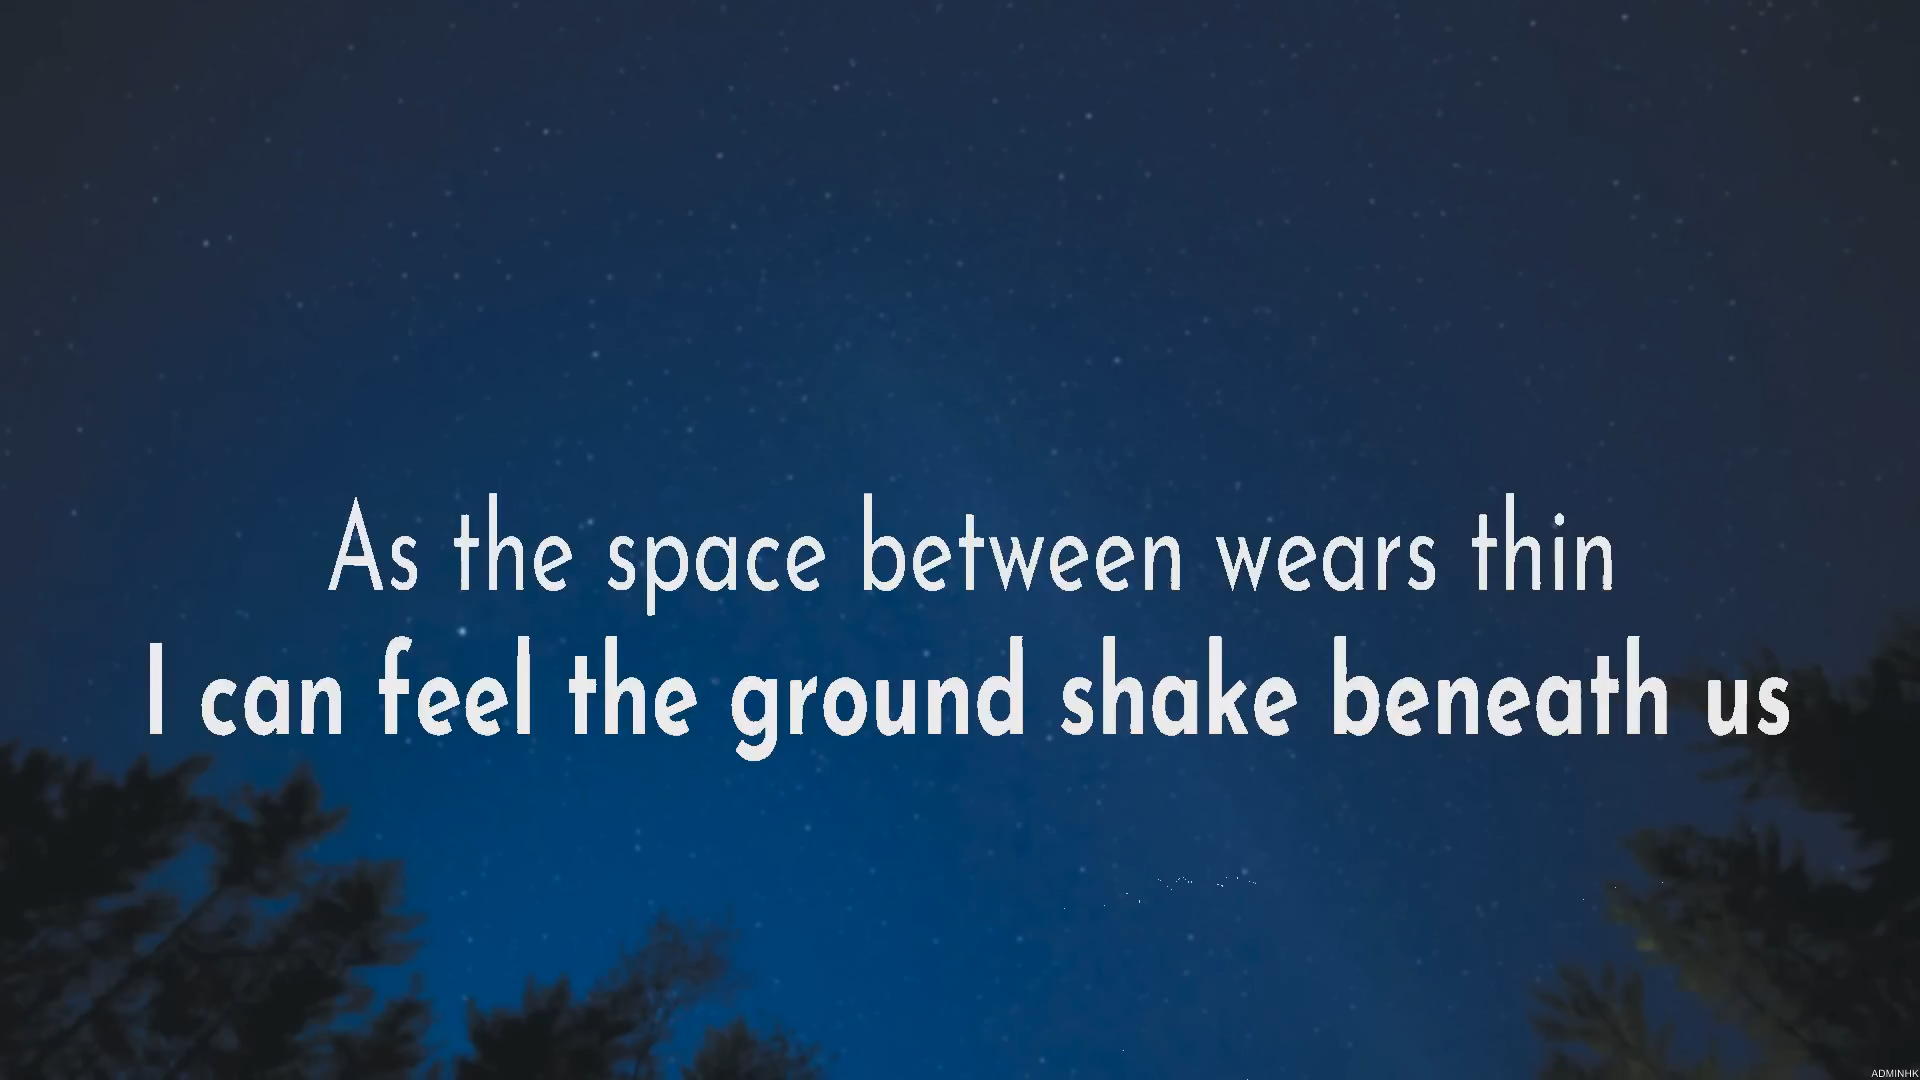 As the space between wears thin
I can feel the ground shake beneath us
ADMINHK